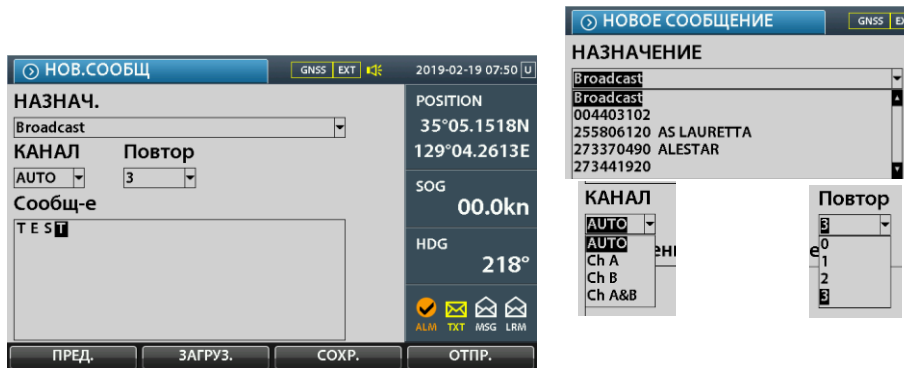 НОВ.СООБЩ
GNSS EXT 2019-02-19 07:50 U
НАЗНАЧ.
Broadcast
КАНАЛ Повтор
AUTO 3
Сообщ-е
TEST
POSITION
35°05.1518N
129°04.2613E
SOG
00.0kn
HDG
218°
ALM TXT MSG LRM
ПРЕД. ЗАГРУЗ. СОХР. ОТПР.
НОВОЕ СООБЩЕНИЕ
GNSS
НАЗНАЧЕНИЕ
Broadcast
Broadcast
004403102
255806120 AS LAURETTA
273370490 ALESTAR
273441920
КАНАЛ
AUTO
AUTO
Ch A
Ch B
Ch A&B
Повтор
3
0
1
2
3